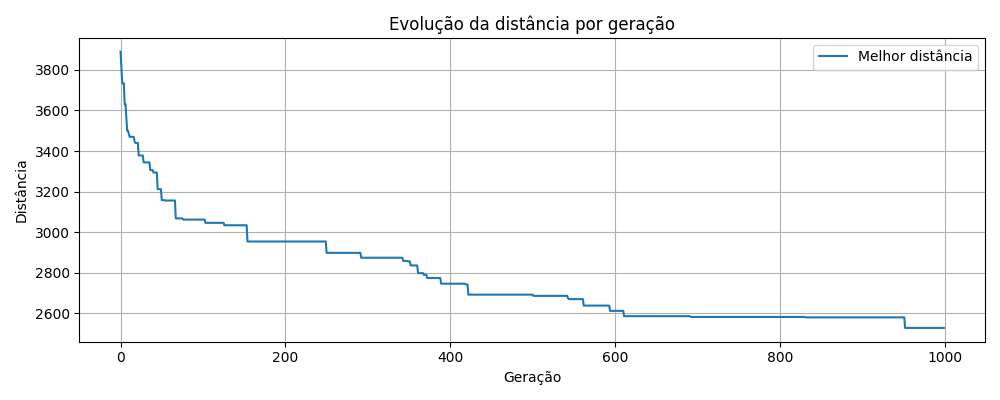 Evolução da distância por geração
Melhor distância
Distância
3800
3600
3400
3200
3000
2800
2600
0 200 400 600 800 1000
Geração